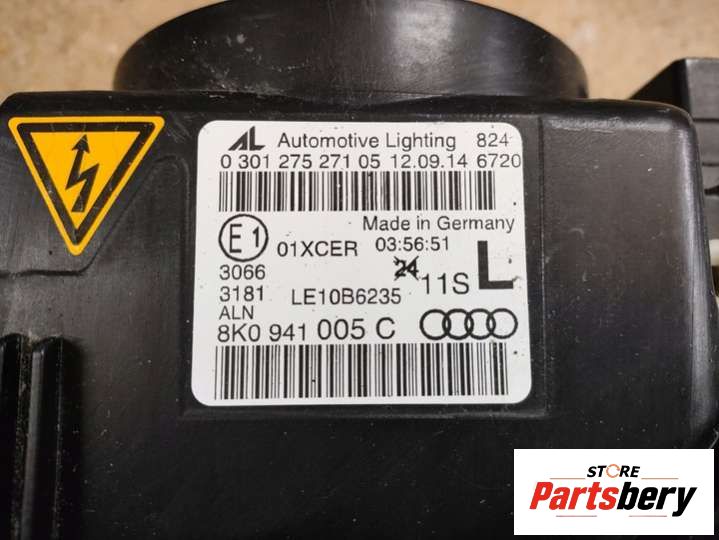 AL Automotive Lighting 824
0 301 275 271 05 12.09.14 6720
Made in Germany
E1 01XCER 03:56:51
3066 24 11S L
3181 LE10B6235
ALN
8K0 941 005 C
STORE
Partsbery